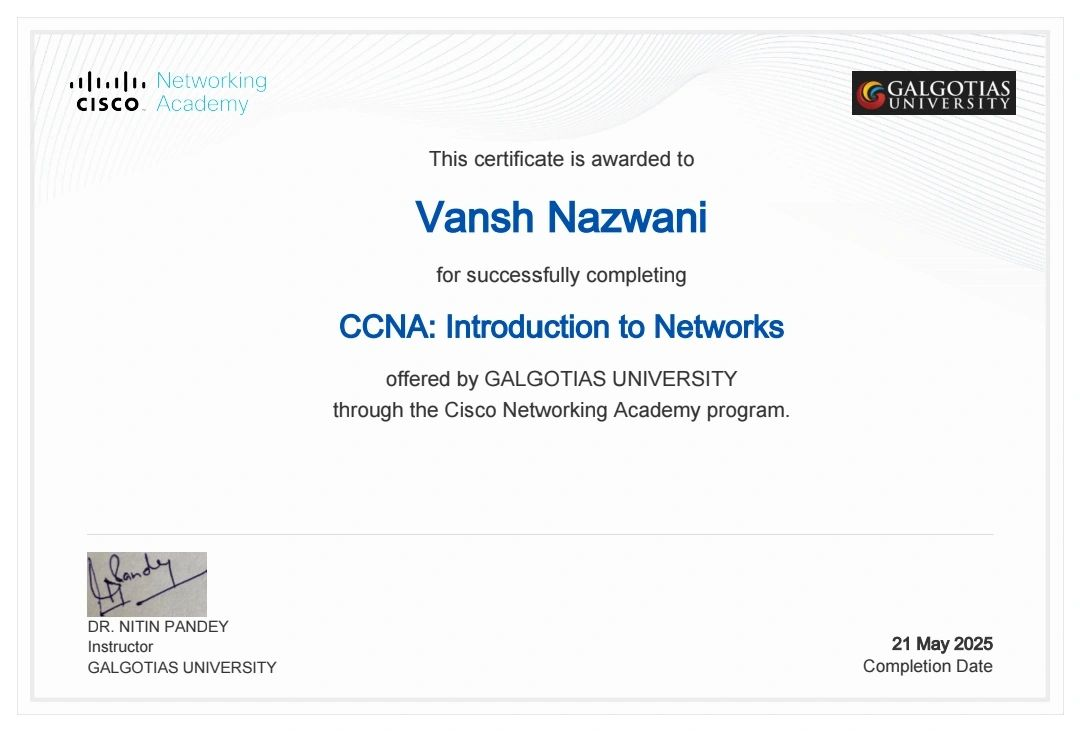 CISCO Networking Academy
GALGOTIAS UNIVERSITY
This certificate is awarded to
Vansh Nazwani
for successfully completing
CCNA: Introduction to Networks
offered by GALGOTIAS UNIVERSITY
through the Cisco Networking Academy program.
Pandey
DR. NITIN PANDEY
Instructor
GALGOTIAS UNIVERSITY
21 May 2025
Completion Date